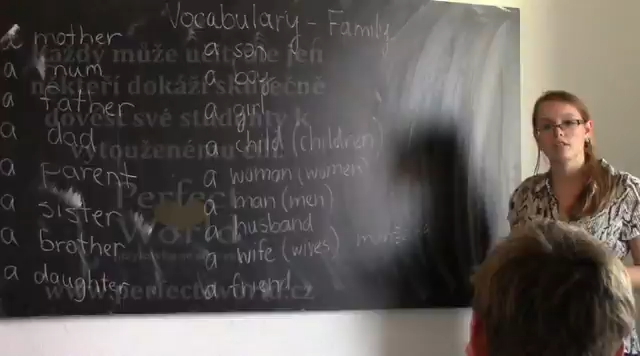 Vocabulary - Family
a mother
a mum
a father
a dad
a parent
a sister
a brother
a daughter
a son
a boy
a girl
a child (children)
a woman (women)
a man (men)
a husband
a wife (wives)
a friend
Každý může učit, ale jen
někteří dokáží skutečně
dovést své studenty k
vytouženému cíli.
Perfect
World
www.perfectworld.cz